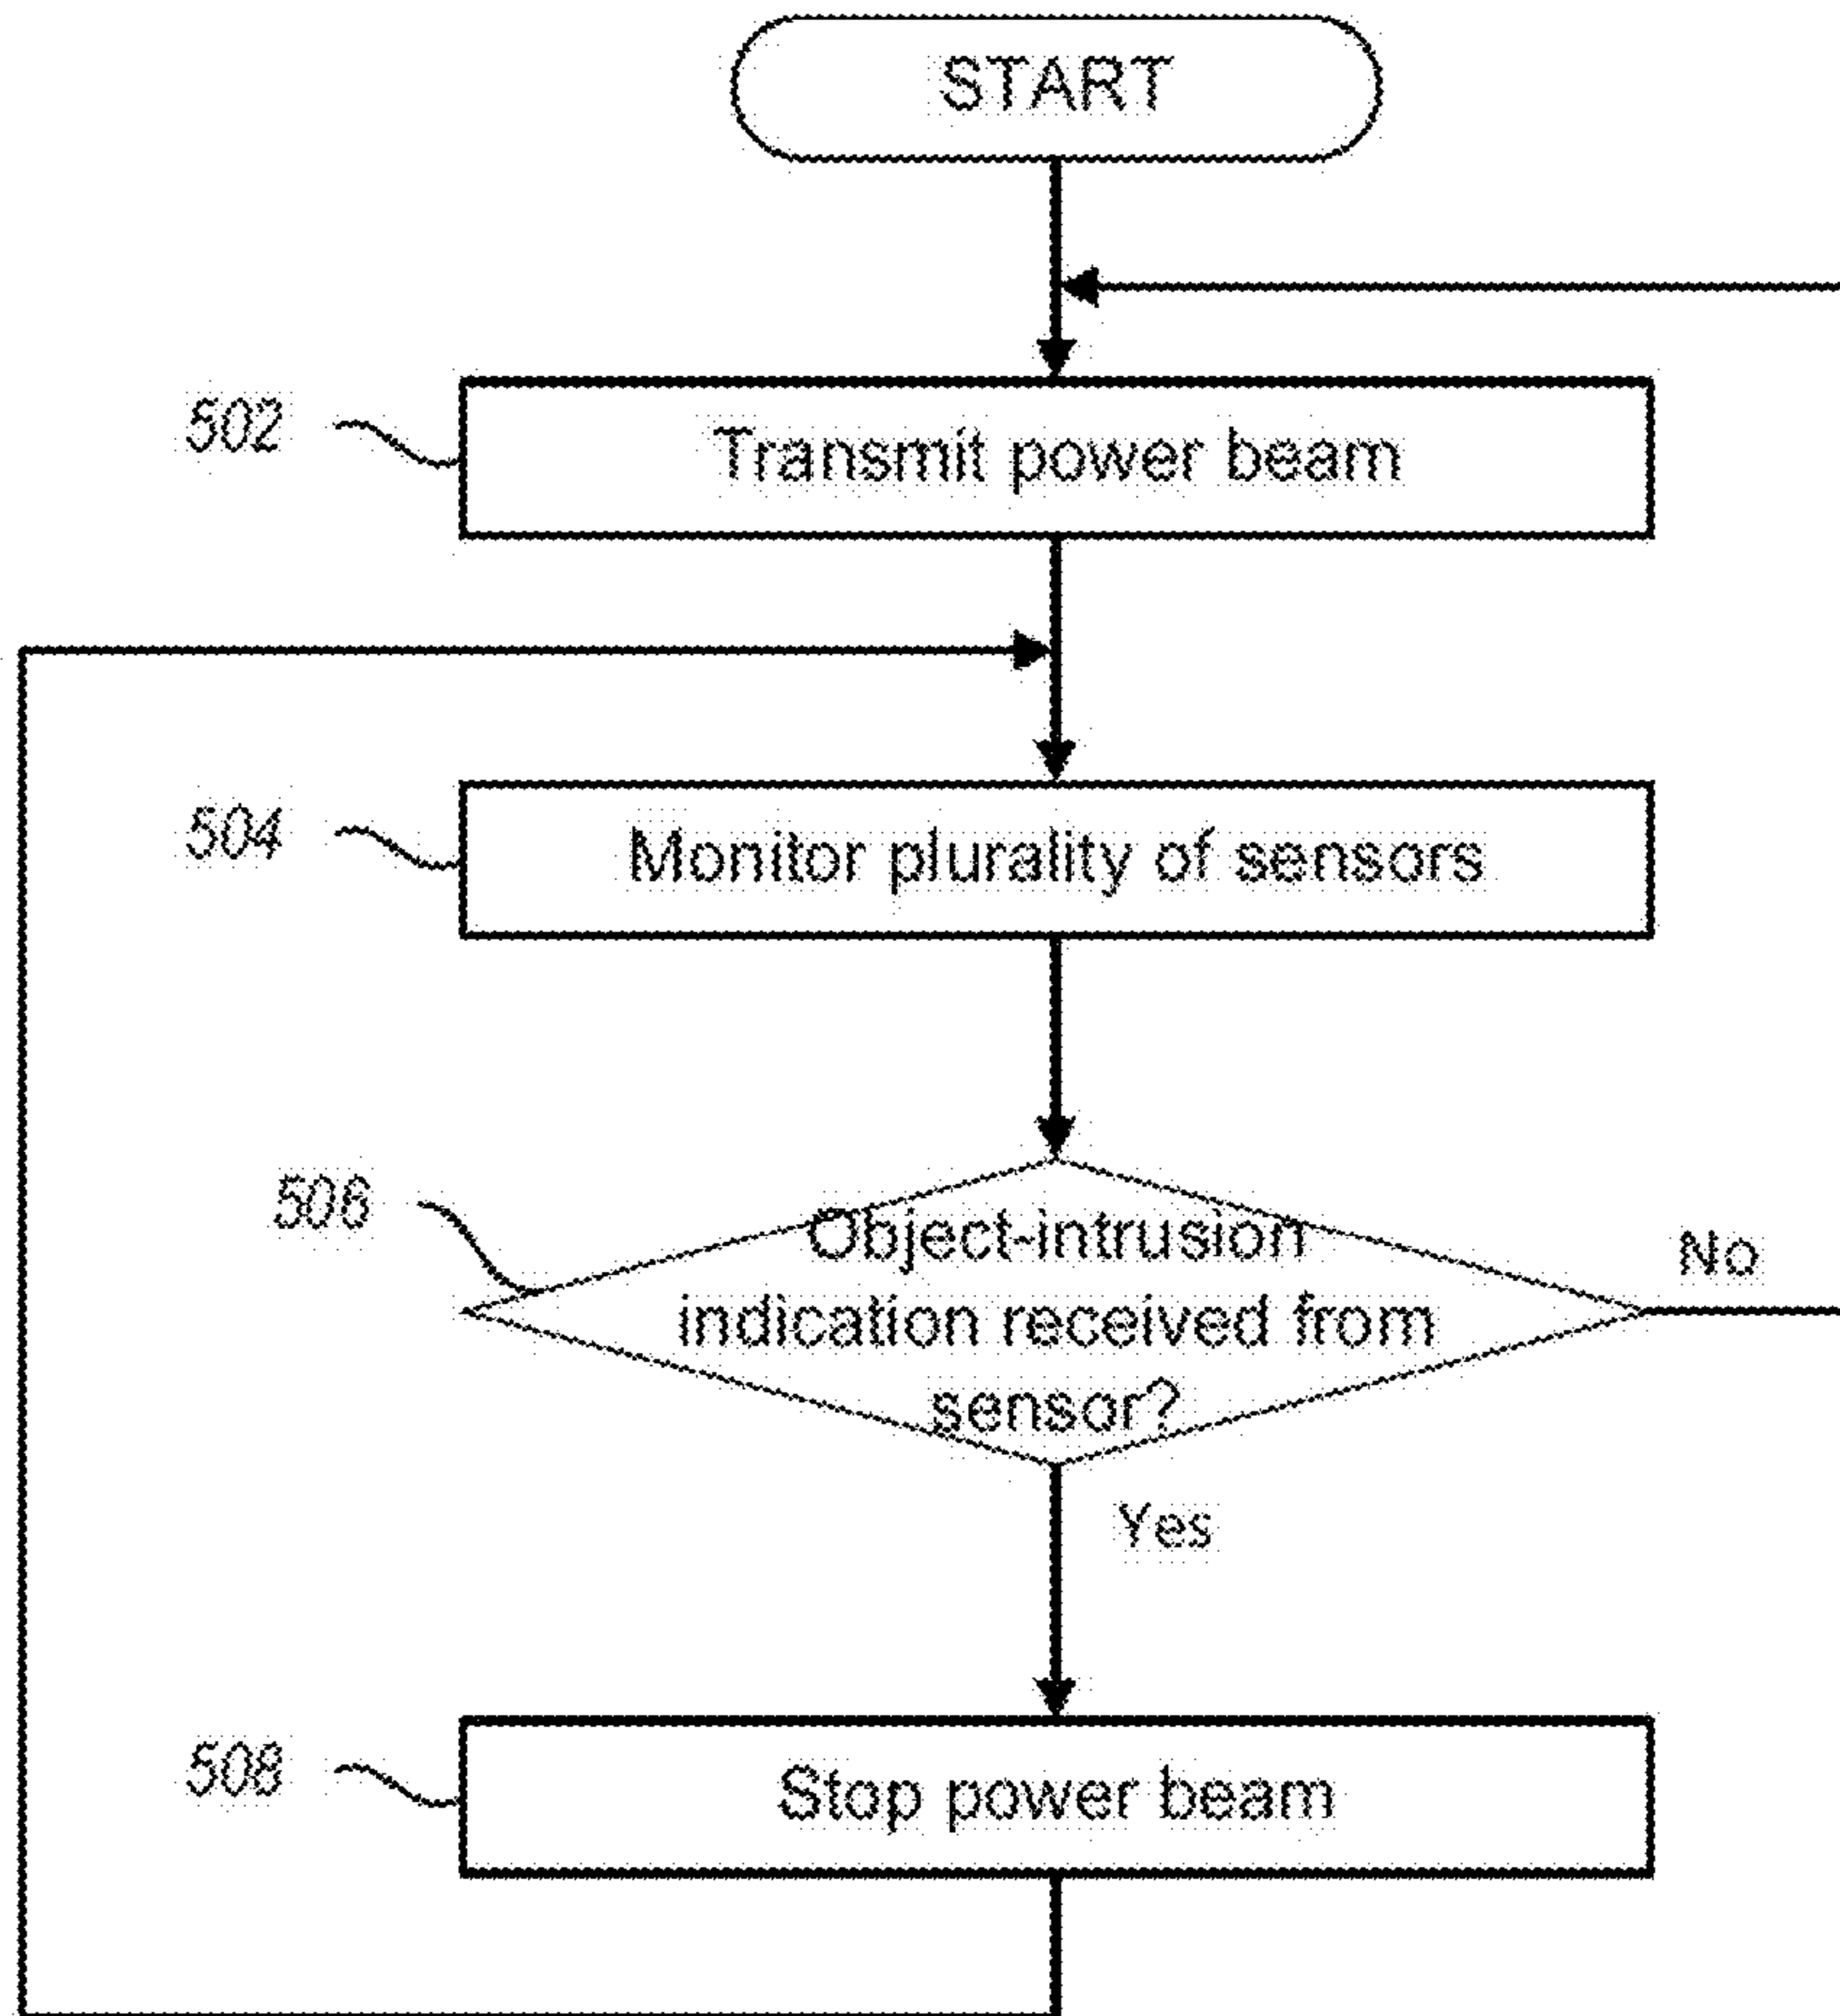 START
502
Transmit power beam
504
Monitor plurality of sensors
506
Object-intrusion
indication received from
sensor?
No
Yes
508
Stop power beam